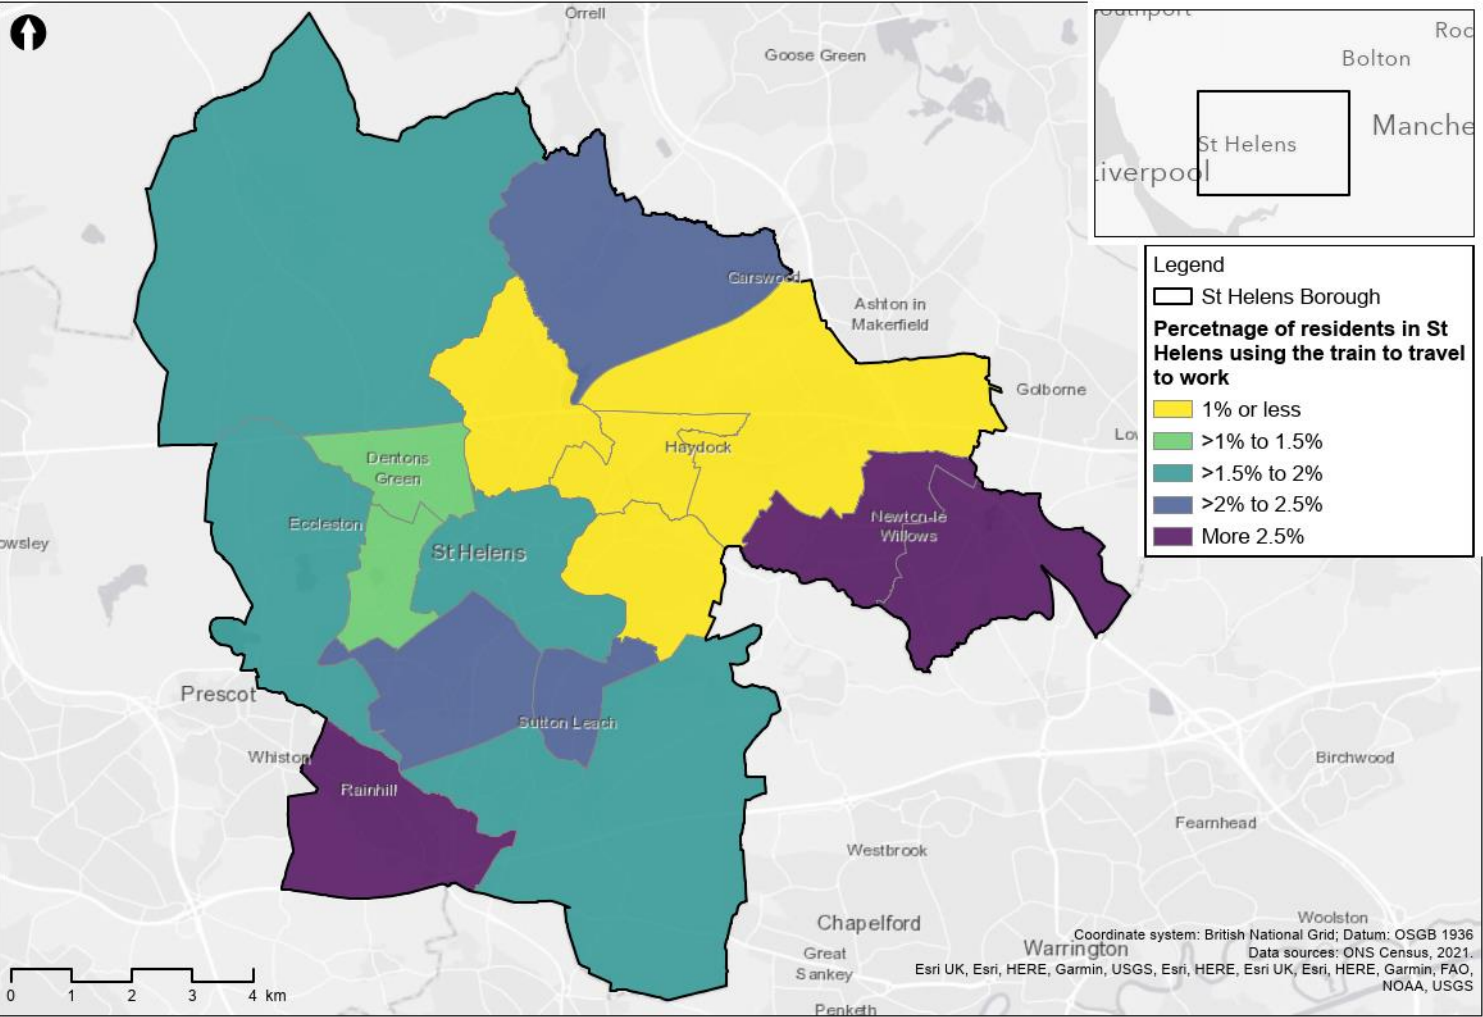 Orrell
Goose Green
Garswood
Ashton in
Makerfield
Golborne
Haydock
Dentons
Green
Eccleston
St Helens
Newton-le
Willows
Prescot
Sutton Leach
Whiston
Rainhill
Birchwood
Fearnhead
Westbrook
Chapelford
Great
Sankey
Warrington
Woolston
Penketh
owsley
Lov
outhport
Roc
Bolton
Manche
St Helens
Liverpool
Legend
St Helens Borough
Percetnage of residents in St
Helens using the train to travel
to work
1% or less
>1% to 1.5%
>1.5% to 2%
>2% to 2.5%
More 2.5%
0 1 2 3 4 km
Coordinate system: British National Grid; Datum: OSGB 1936
Data sources: ONS Census, 2021.
Esri UK, Esri, HERE, Garmin, USGS, Esri, HERE, Esri UK, Esri, HERE, Garmin, FAO,
NOAA, USGS